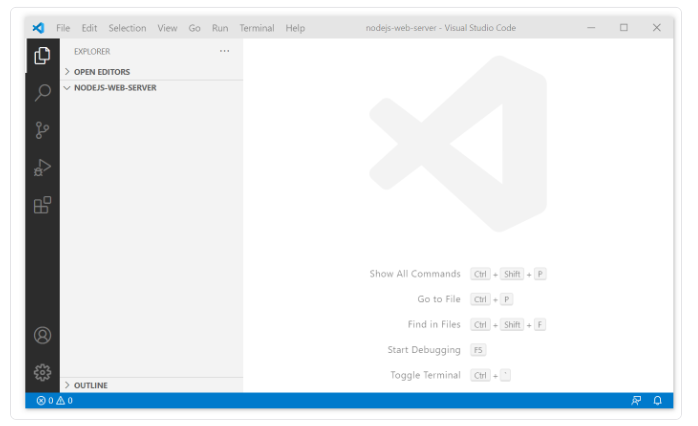 File Edit Selection View Go Run Terminal Help nodejs-web-server - Visual Studio Code
EXPLORER ...
> OPEN EDITORS
NODEJS-WEB-SERVER
Show All Commands Ctrl + Shift + P
Go to File Ctrl + P
Find in Files Ctrl + Shift + F
Start Debugging F5
Toggle Terminal Ctrl + `
> OUTLINE
0 0